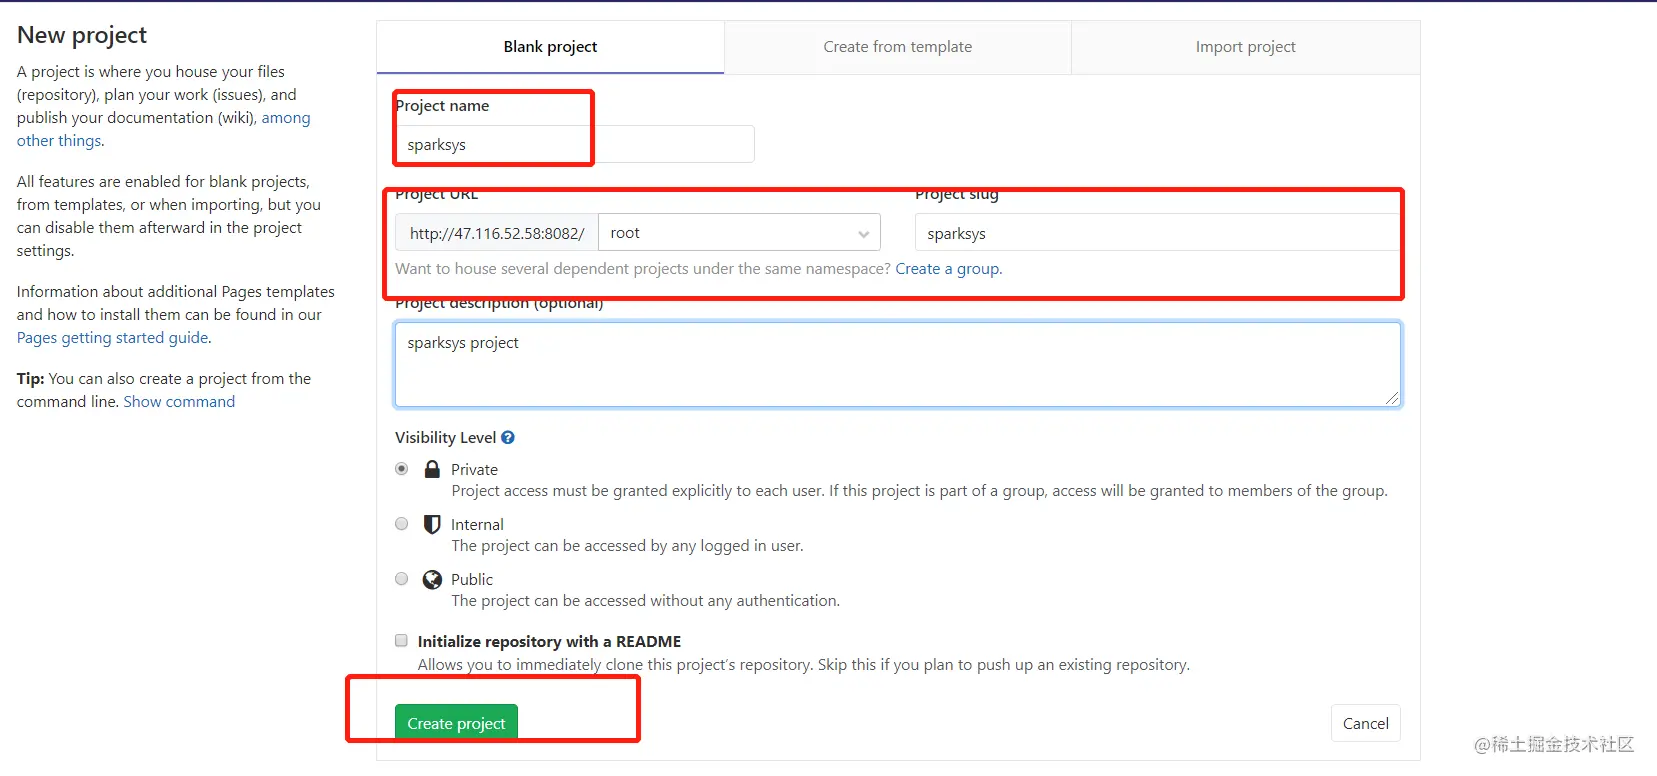 New project
A project is where you house your files
(repository), plan your work (issues), and
publish your documentation (wiki), among
other things.
All features are enabled for blank projects,
from templates, or when importing, but you
can disable them afterward in the project
settings.
Information about additional Pages templates
and how to install them can be found in our
Pages getting started guide.
Tip: You can also create a project from the
command line. Show command
Blank project
Create from template
Import project
Project name
sparksys
Project URL
Project slug
http://47.116.52.58:8082/
root
sparksys
Want to house several dependent projects under the same namespace? Create a group.
Project description (optional)
sparksys project
Visibility Level
Private
Project access must be granted explicitly to each user. If this project is part of a group, access will be granted to members of the group.
Internal
The project can be accessed by any logged in user.
Public
The project can be accessed without any authentication.
Initialize repository with a README
Allows you to immediately clone this project's repository. Skip this if you plan to push up an existing repository.
Create project
Cancel
@稀土掘金技术社区